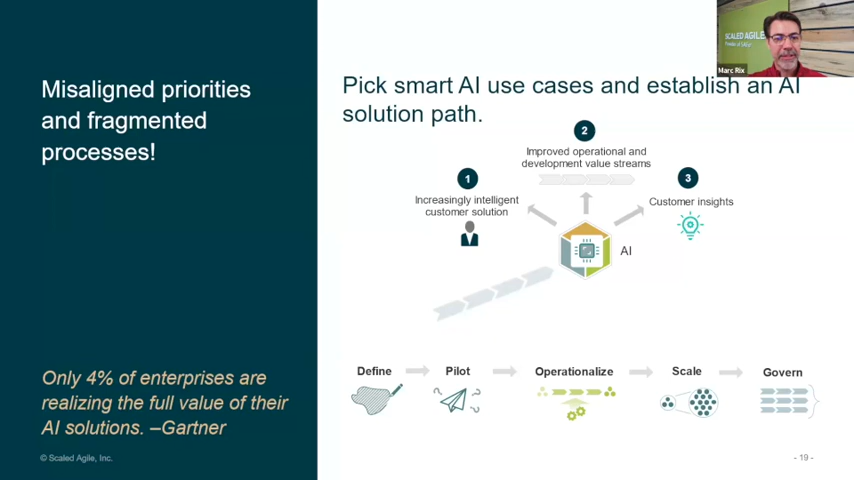 Misaligned priorities
and fragmented
processes!
Only 4% of enterprises are
realizing the full value of their
AI solutions. –Gartner
© Scaled Agile, Inc.
Pick smart AI use cases and establish an AI
solution path.
2
Improved operational and
development value streams
1
Increasingly intelligent
customer solution
3
Customer insights
AI
Define
Pilot
Operationalize
Scale
Govern
- 19 -
SCALED AGILE
Marc Rix